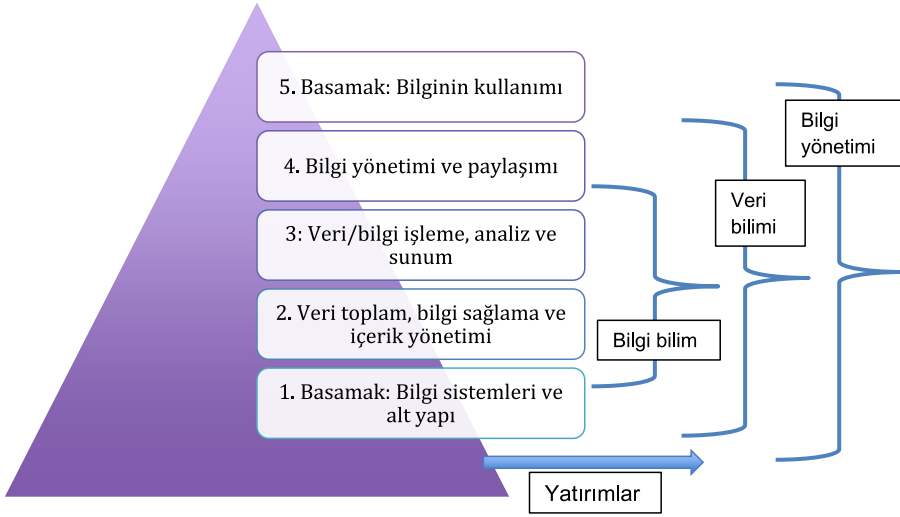 5. Basamak: Bilginin kullanımı
4. Bilgi yönetimi ve paylaşımı
3: Veri/bilgi işleme, analiz ve
sunum
2. Veri toplam, bilgi sağlama ve
içerik yönetimi
1. Basamak: Bilgi sistemleri ve
alt yapı
Bilgi bilim
Veri
bilimi
Bilgi
yönetimi
Yatırımlar